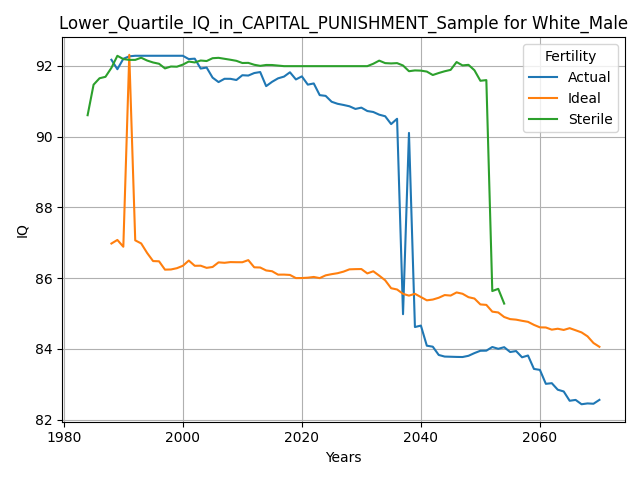 Lower_Quartile_IQ_in_CAPITAL_PUNISHMENT_Sample for White_Male
Fertility
Actual
Ideal
Sterile
IQ
92
90
88
86
84
82
1980
2000
2020
2040
2060
Years